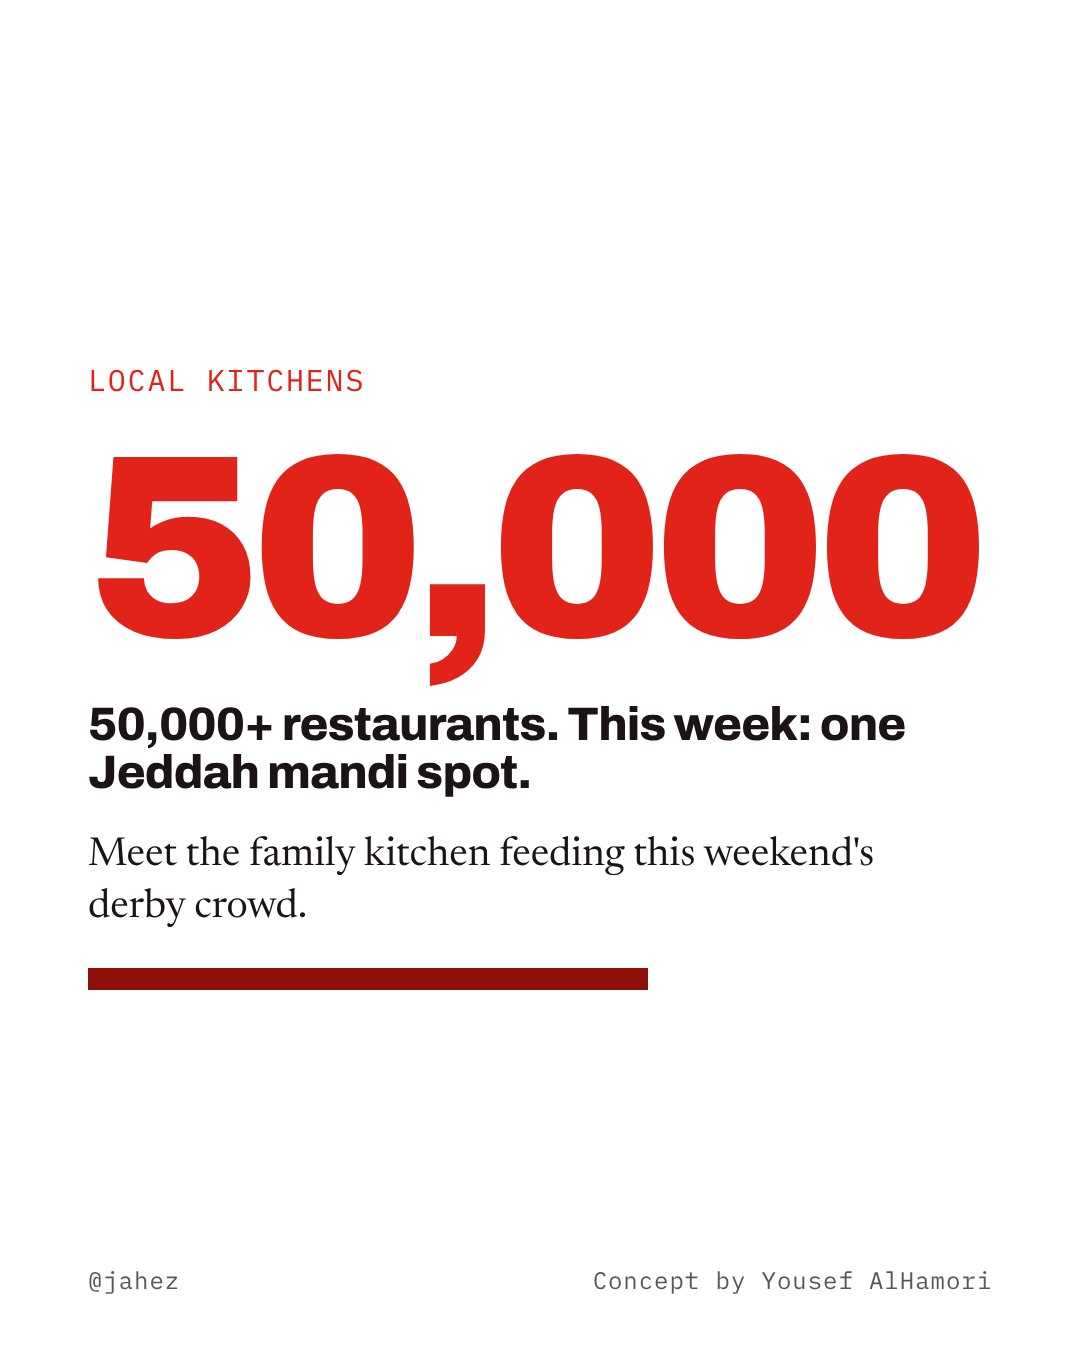 LOCAL KITCHENS
50,000
50,000+ restaurants. This week: one
Jeddah mandi spot.
Meet the family kitchen feeding this weekend's
derby crowd.
@jahez
Concept by Yousef AlHamori